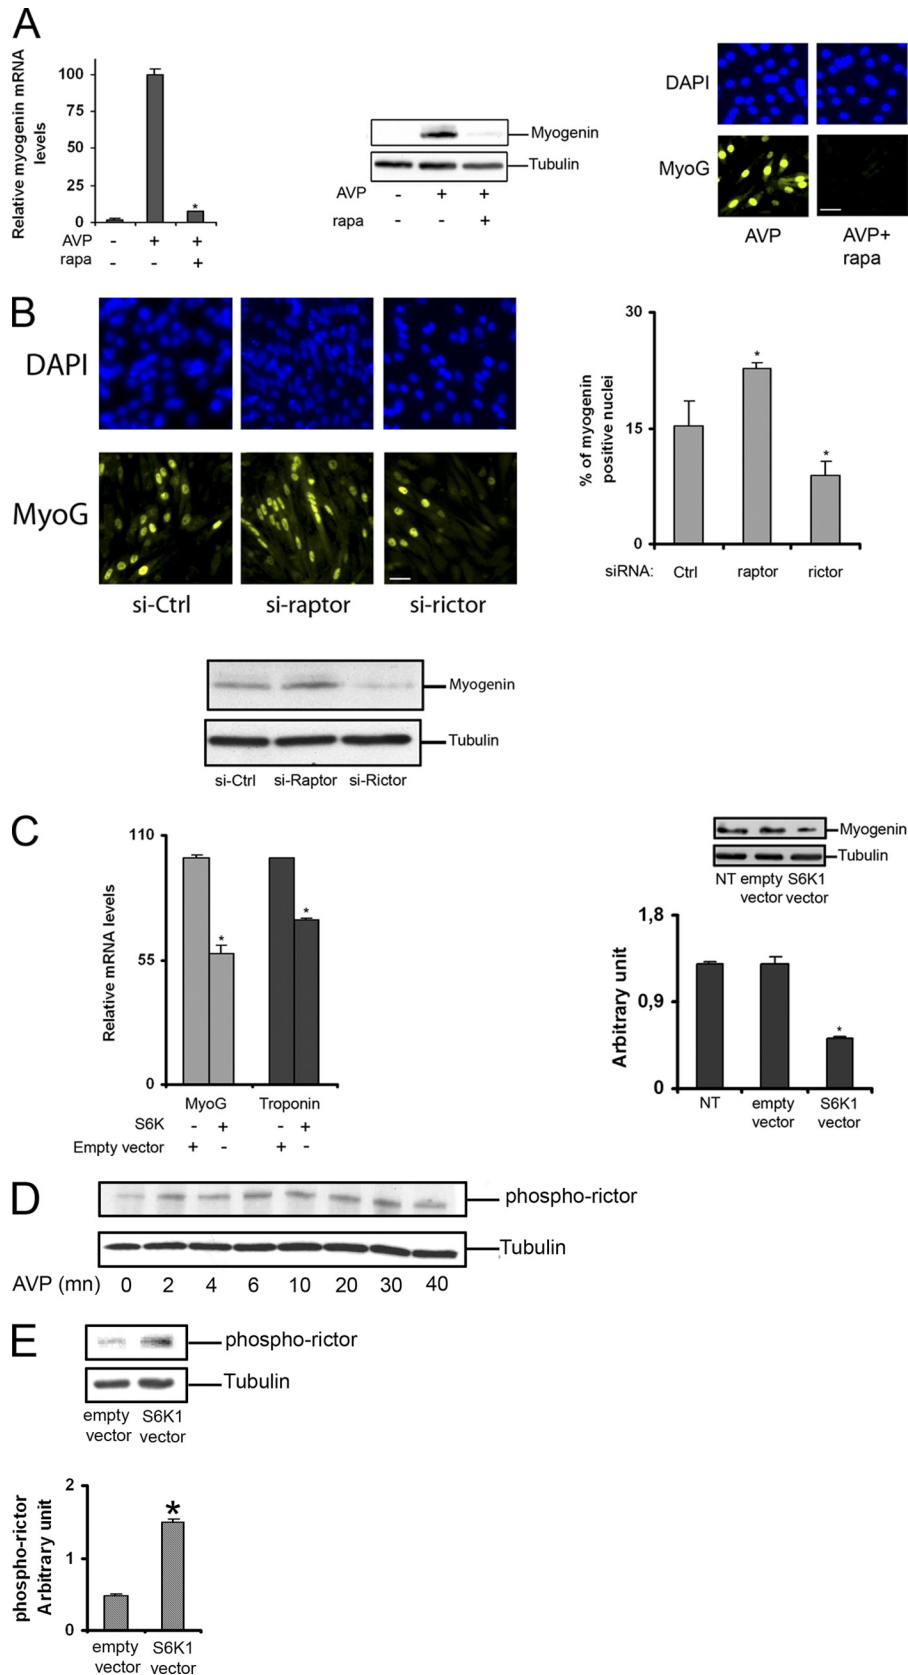 A
Relative myogenin mRNA
levels
100
75
50
25
0
AVP - + +
rapa - - +
*
Myogenin
Tubulin
AVP - + +
rapa - - +
DAPI
MyoG
AVP
AVP+
rapa
B
DAPI
MyoG
si-Ctrl si-raptor si-rictor
% of myogenin
positive nuclei
30
15
0
*
*
siRNA: Ctrl raptor rictor
Myogenin
Tubulin
si-Ctrl si-Raptor si-Rictor
C
Relative mRNA levels
110
55
0
*
*
MyoG Troponin
S6K - + - +
Empty vector + - + -
Myogenin
Tubulin
NT empty S6K1
vector vector
Arbitrary unit
1,8
0,9
0
*
NT empty S6K1
vector vector
D
phospho-rictor
Tubulin
AVP (mn) 0 2 4 6 10 20 30 40
E
phospho-rictor
Tubulin
empty S6K1
vector vector
phospho-rictor
Arbitrary unit
2
1
0
*
empty S6K1
vector vector